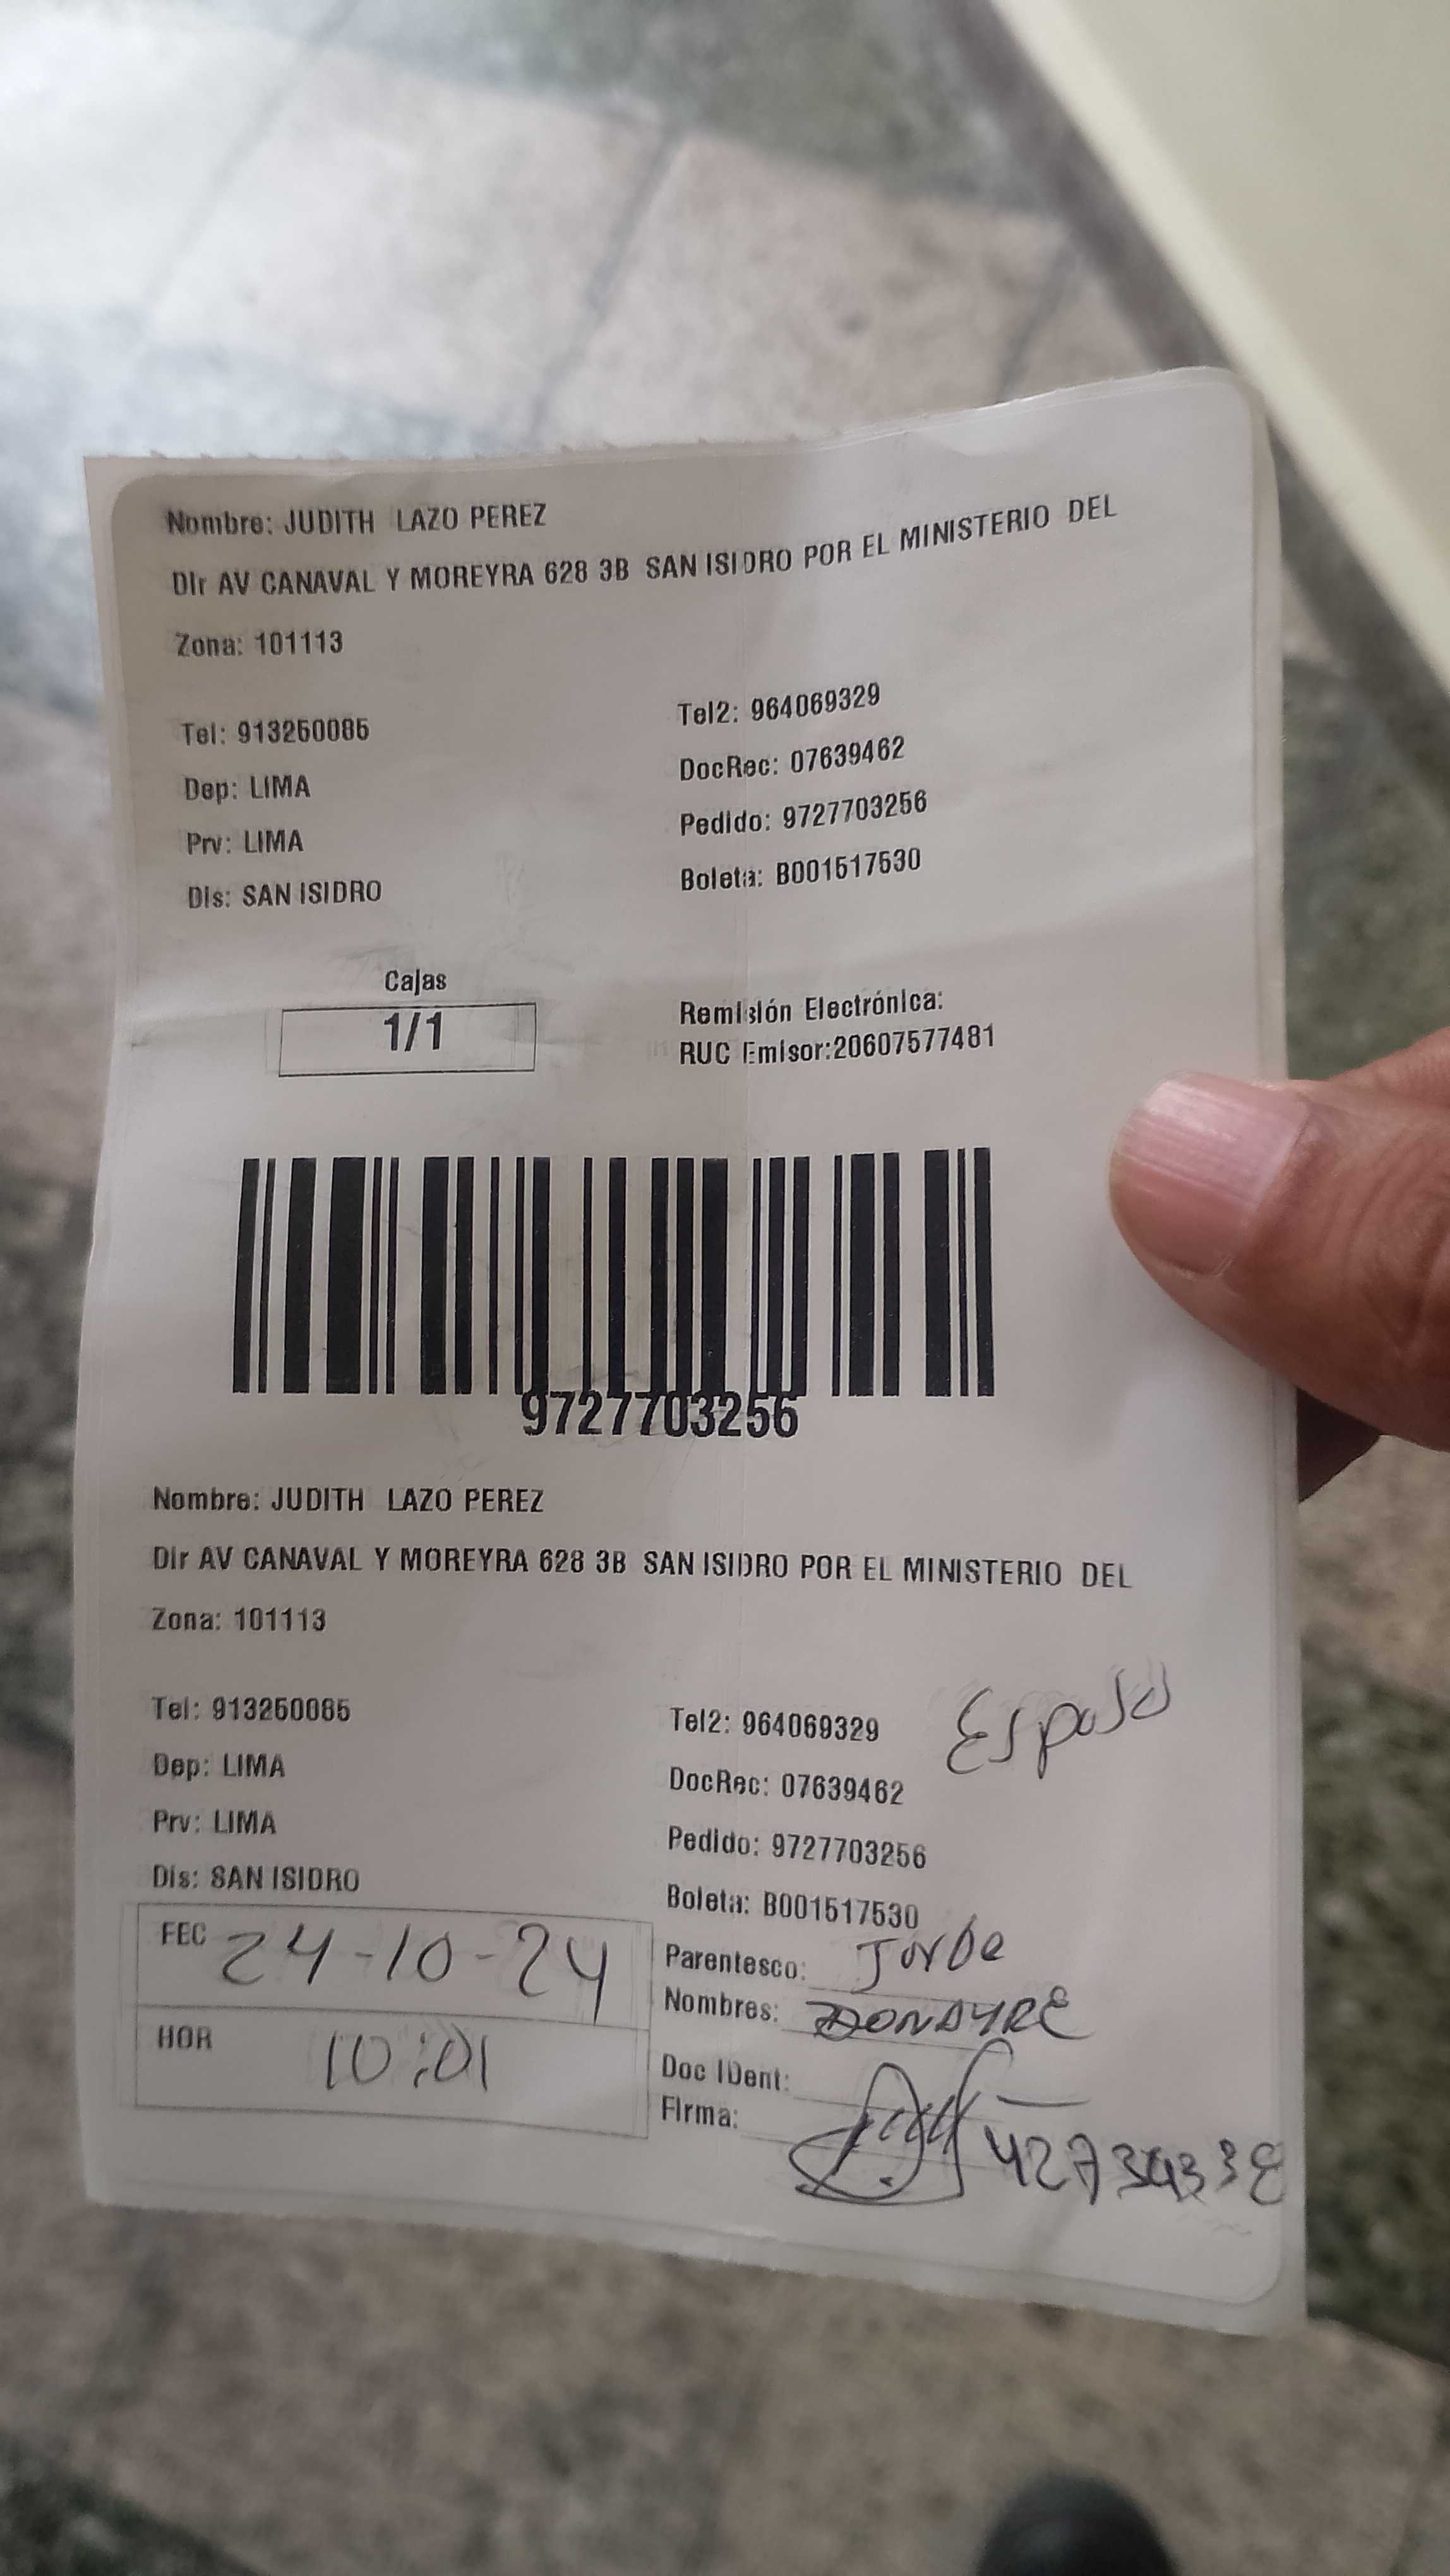 Nombre: JUDITH LAZO PEREZ
Dir AV CANAVAL Y MOREYRA 628 3B SAN ISIDRO POR EL MINISTERIO DEL
Zona: 101113
Tel: 913250085
Tel2: 964069329
Dep: LIMA
DocRec: 07639462
Prv: LIMA
Pedido: 9727703256
Dis: SAN ISIDRO
Boleta: B001517530
Cajas
1/1
Remisión Electrónica:
RUC Emisor:20607577481
9727703256
Nombre: JUDITH LAZO PEREZ
Dir AV CANAVAL Y MOREYRA 628 3B SAN ISIDRO POR EL MINISTERIO DEL
Zona: 101113
Tel: 913250085
Tel2: 964069329
Esposo
Dep: LIMA
DocRec: 07639462
Prv: LIMA
Pedido: 9727703256
Dis: SAN ISIDRO
Boleta: B001517530
FEC 24-10-24
Parentesco: Jorge
Nombres: DONAYRE
HOR 10:01
Doc IDent:
Firma: